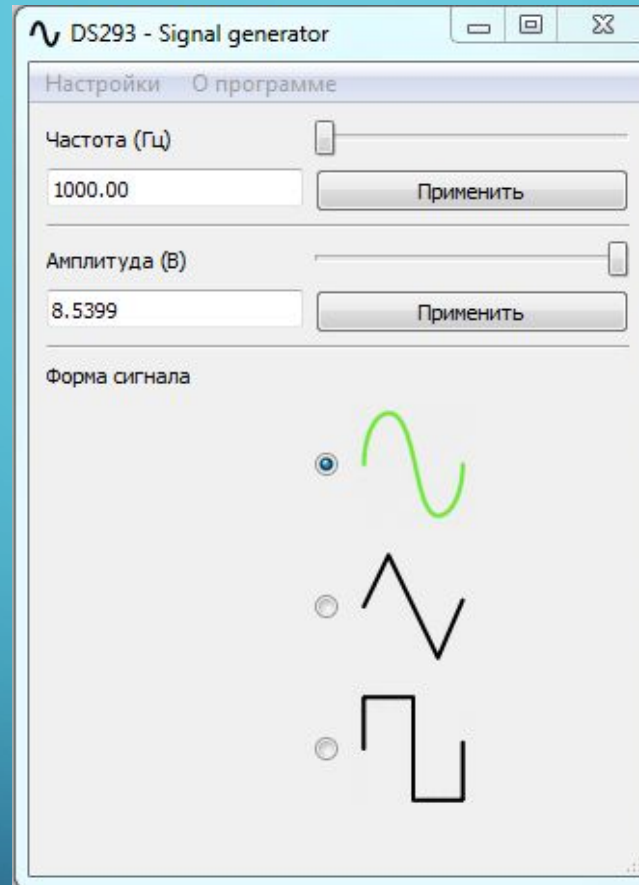 DS293 - Signal generator
Настройки О программе
Частота (Гц)
1000.00 Применить
Амплитуда (В)
8.5399 Применить
Форма сигнала